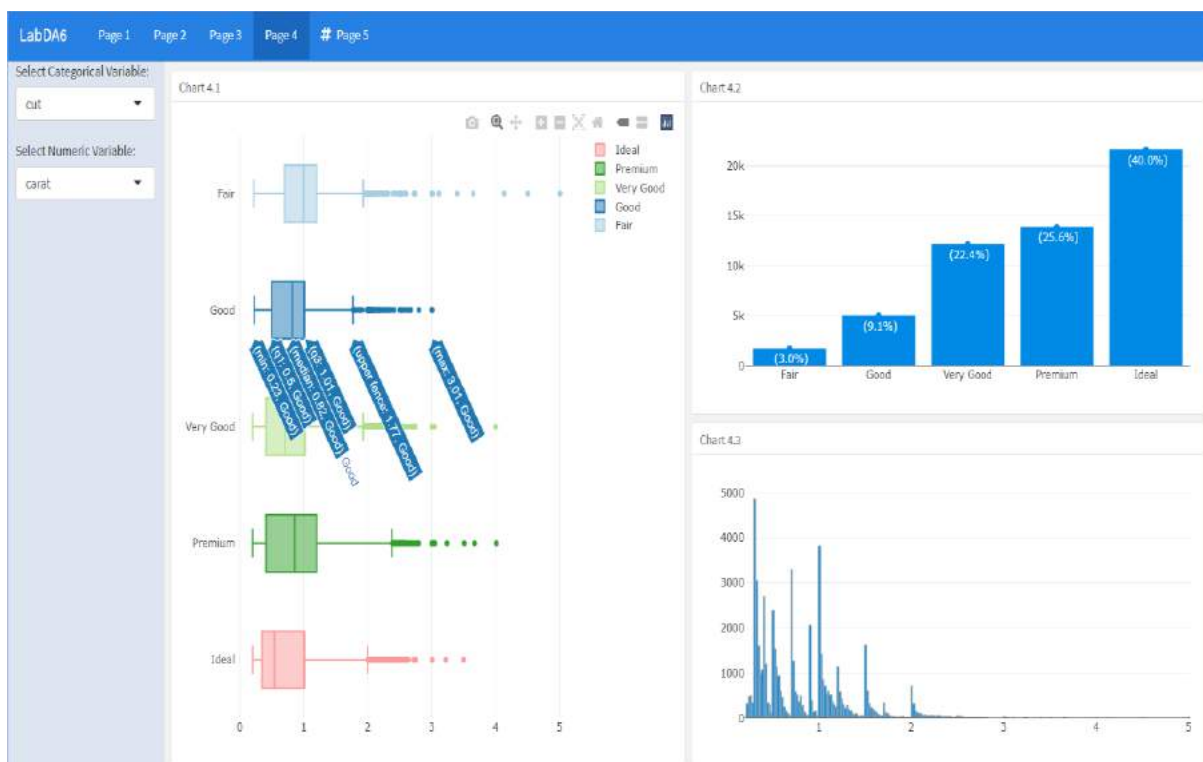 LabDA6 Page 1 Page 2 Page 3 Page 4 # Page 5
Select Categorical Variable:
cut
Select Numeric Variable:
carat
Chart 4.1
Ideal
Premium
Very Good
Good
Fair
Fair
Good
Very Good
Premium
Ideal
(min: 0.23, Good)
(q1: 0.5, Good)
(median: 0.82, Good)
(q3: 1.01, Good)
Good
(upper fence: 1.77, Good)
(max: 3.01, Good)
0 1 2 3 4 5
Chart 4.2
20k
15k
10k
5k
0
(3.0%)
(9.1%)
(22.4%)
(25.6%)
(40.0%)
Fair Good Very Good Premium Ideal
Chart 4.3
5000
4000
3000
2000
1000
0
1 2 3 4 5